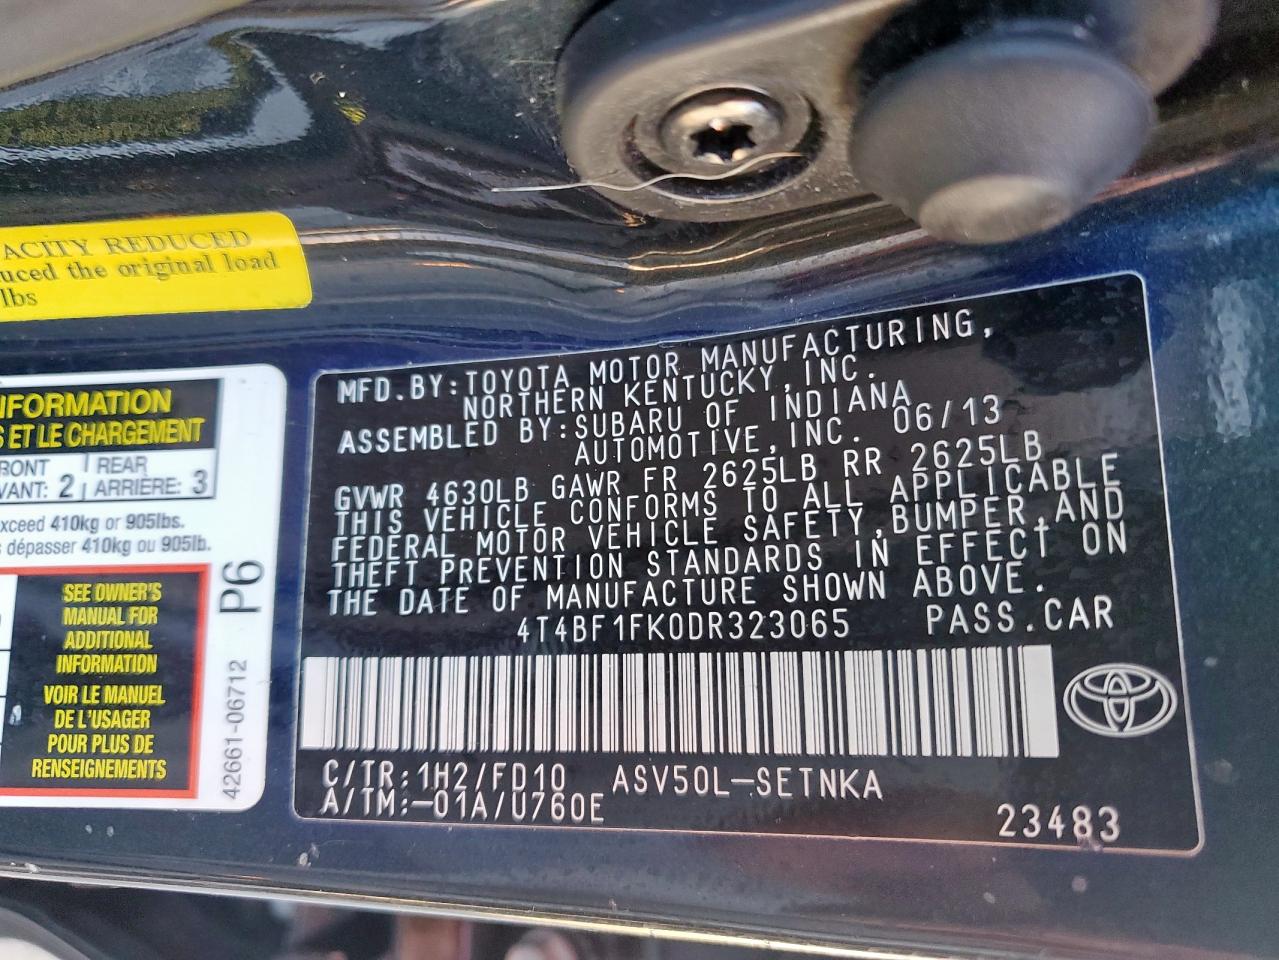 ACITY REDUCED
uced the original load
lbs
NFORMATION
S ET LE CHARGEMENT
FRONT 2 REAR 3
VANT: ARRIÈRE:
exceed 410kg or 905lbs.
s dépasser 410kg ou 905lb.
SEE OWNER'S
MANUAL FOR
ADDITIONAL
INFORMATION
VOIR LE MANUEL
DE L'USAGER
POUR PLUS DE
RENSEIGNEMENTS
P6
42661-06712
MFD.BY:TOYOTA MOTOR MANUFACTURING,
NORTHERN KENTUCKY,INC.
ASSEMBLED BY:SUBARU OF INDIANA
AUTOMOTIVE,INC. 06/13
GVWR 4630LB GAWR FR 2625LB RR 2625LB
THIS VEHICLE CONFORMS TO ALL APPLICABLE
FEDERAL MOTOR VEHICLE SAFETY,BUMPER,AND
THEFT PREVENTION STANDARDS IN EFFECT ON
THE DATE OF MANUFACTURE SHOWN ABOVE.
4T4BF1FK0DR323065 PASS.CAR
C/TR:1H2/FD10 ASV50L-SETNKA
A/TM:-01A/U760E
23483